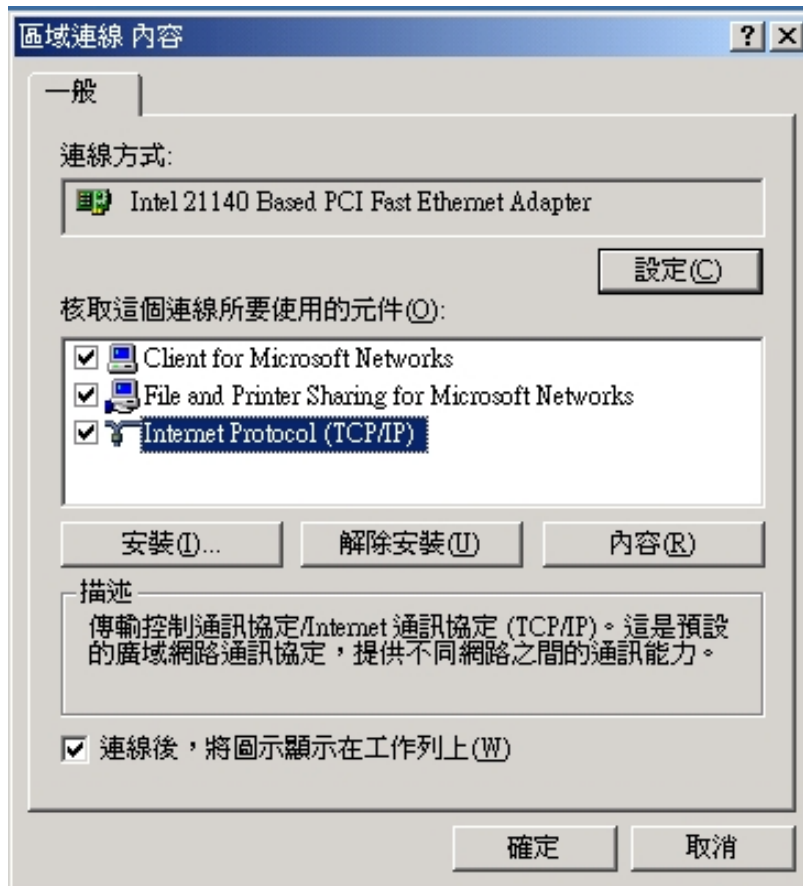 區域連線 內容
一般
連線方式:
Intel 21140 Based PCI Fast Ethernet Adapter
設定(C)
核取這個連線所要使用的元件(O):
Client for Microsoft Networks
File and Printer Sharing for Microsoft Networks
Internet Protocol (TCP/IP)
安裝(I)... 解除安裝(U) 內容(R)
描述
傳輸控制通訊協定/Internet 通訊協定 (TCP/IP)。這是預設
的廣域網路通訊協定，提供不同網路之間的通訊能力。
連線後，將圖示顯示在工作列上(W)
確定 取消